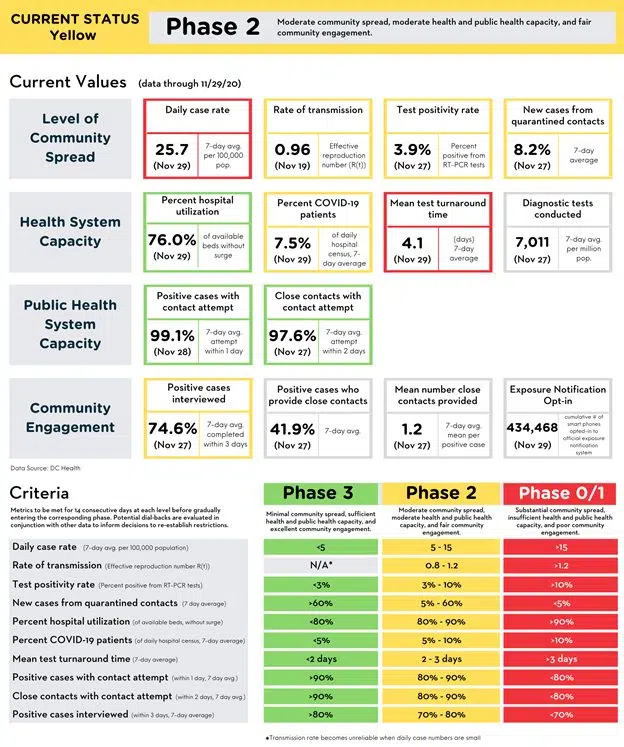 CURRENT STATUS
Yellow
Phase 2
Moderate community spread, moderate health and public health capacity, and fair
community engagement.
Current Values (data through 11/29/20)
Level of
Community
Spread
Daily case rate
25.7
(Nov 29)
7-day avg.
per 100,000
pop.
Rate of transmission
0.96
(Nov 19)
Effective
reproduction
number (R(t))
Test positivity rate
3.9%
(Nov 27)
Percent
positive from
RT-PCR tests
New cases from
quarantined contacts
8.2%
(Nov 27)
7-day
average
Health System
Capacity
Percent hospital
utilization
76.0%
(Nov 29)
of available
beds without
surge
Percent COVID-19
patients
7.5%
(Nov 29)
of daily
hospital
census, 7-
day average
Mean test turnaround
time
4.1
(Nov 29)
(days)
7-day
average
Diagnostic tests
conducted
7,011
(Nov 27)
7-day avg.
per million
pop.
Public Health
System
Capacity
Positive cases with
contact attempt
99.1%
(Nov 28)
7-day avg.
attempt
within 1 day
Close contacts with
contact attempt
97.6%
(Nov 27)
7-day avg.
attempt
within 2 days
Community
Engagement
Positive cases
interviewed
74.6%
(Nov 27)
7-day avg.
completed
within 3 days
Positive cases who
provide close contacts
41.9%
(Nov 27)
7-day avg.
Mean number close
contacts provided
1.2
(Nov 27)
7-day avg.
mean per
positive case
Exposure Notification
Opt-in
434,468
(Nov 29)
cumulative # of
smart phones
opted-in to
official exposure
notification
system
Data Source: DC Health
Criteria
Metrics to be met for 14 consecutive days at each level before gradually
entering the corresponding phase. Potential dial-backs are evaluated in
conjunction with other data to inform decisions to re-establish restrictions.
Phase 3
Minimal community spread, sufficient
health and public health capacity, and
excellent community engagement.
Phase 2
Moderate community spread,
moderate health and public health
capacity, and fair community
engagement.
Phase 0/1
Substantial community spread,
insufficient health and public health
capacity, and poor community
engagement.
Daily case rate (7-day avg. per 100,000 population) <5 5 - 15 >15
Rate of transmission (Effective reproductive number R(t)) N/A* 0.8 - 1.2 >1.2
Test positivity rate (Percent positive from RT-PCR tests) <3% 3% - 10% >10%
New cases from quarantined contacts (7 day average) >60% 5% - 60% <5%
Percent hospital utilization (of available beds, without surge) <80% 80% - 90% >90%
Percent COVID-19 patients (of daily hospital census, 7-day average) <5% 5% - 10% >10%
Mean test turnaround time (7-day average) <2 days 2 - 3 days >3 days
Positive cases with contact attempt (within 1 day, 7 day avg.) >90% 80% - 90% <80%
Close contacts with contact attempt (within 2 days, 7 day avg.) >90% 80% - 90% <80%
Positive cases interviewed (within 3 days, 7-day average) >80% 70% - 80% <70%
*Transmission rate becomes unreliable when daily case numbers are small